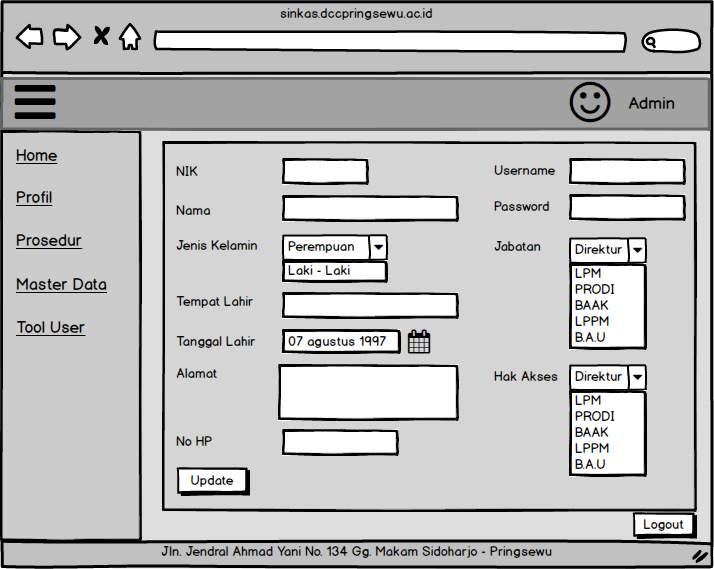 sinkas.dccpringsewu.ac.id
Admin
Home
Profil
Prosedur
Master Data
Tool User
NIK
Nama
Jenis Kelamin
Perempuan
Laki - Laki
Tempat Lahir
Tanggal Lahir
07 agustus 1997
Alamat
No HP
Update
Username
Password
Jabatan
Direktur
LPM
PRODI
BAAK
LPPM
B.A.U
Hak Akses
Direktur
LPM
PRODI
BAAK
LPPM
B.A.U
Logout
Jln. Jendral Ahmad Yani No. 134 Gg. Makam Sidoharjo - Pringsewu